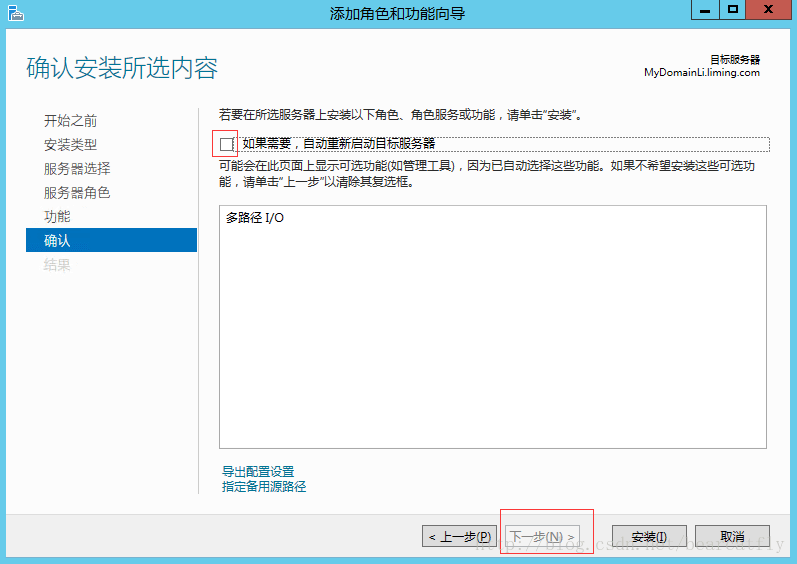 添加角色和功能向导
确认安装所选内容
目标服务器
MyDomainLi.liming.com
开始之前
安装类型
服务器选择
服务器角色
功能
确认
结果
若要在所选服务器上安装以下角色、角色服务或功能，请单击"安装"。
如果需要，自动重新启动目标服务器
可能会在此页面上显示可选功能(如管理工具)，因为已自动选择这些功能。如果不希望安装这些可选功
能，请单击"上一步"以清除其复选框。
多路径 I/O
导出配置设置
指定备用源路径
< 上一步(P)
下一步(N) >
安装(I)
取消